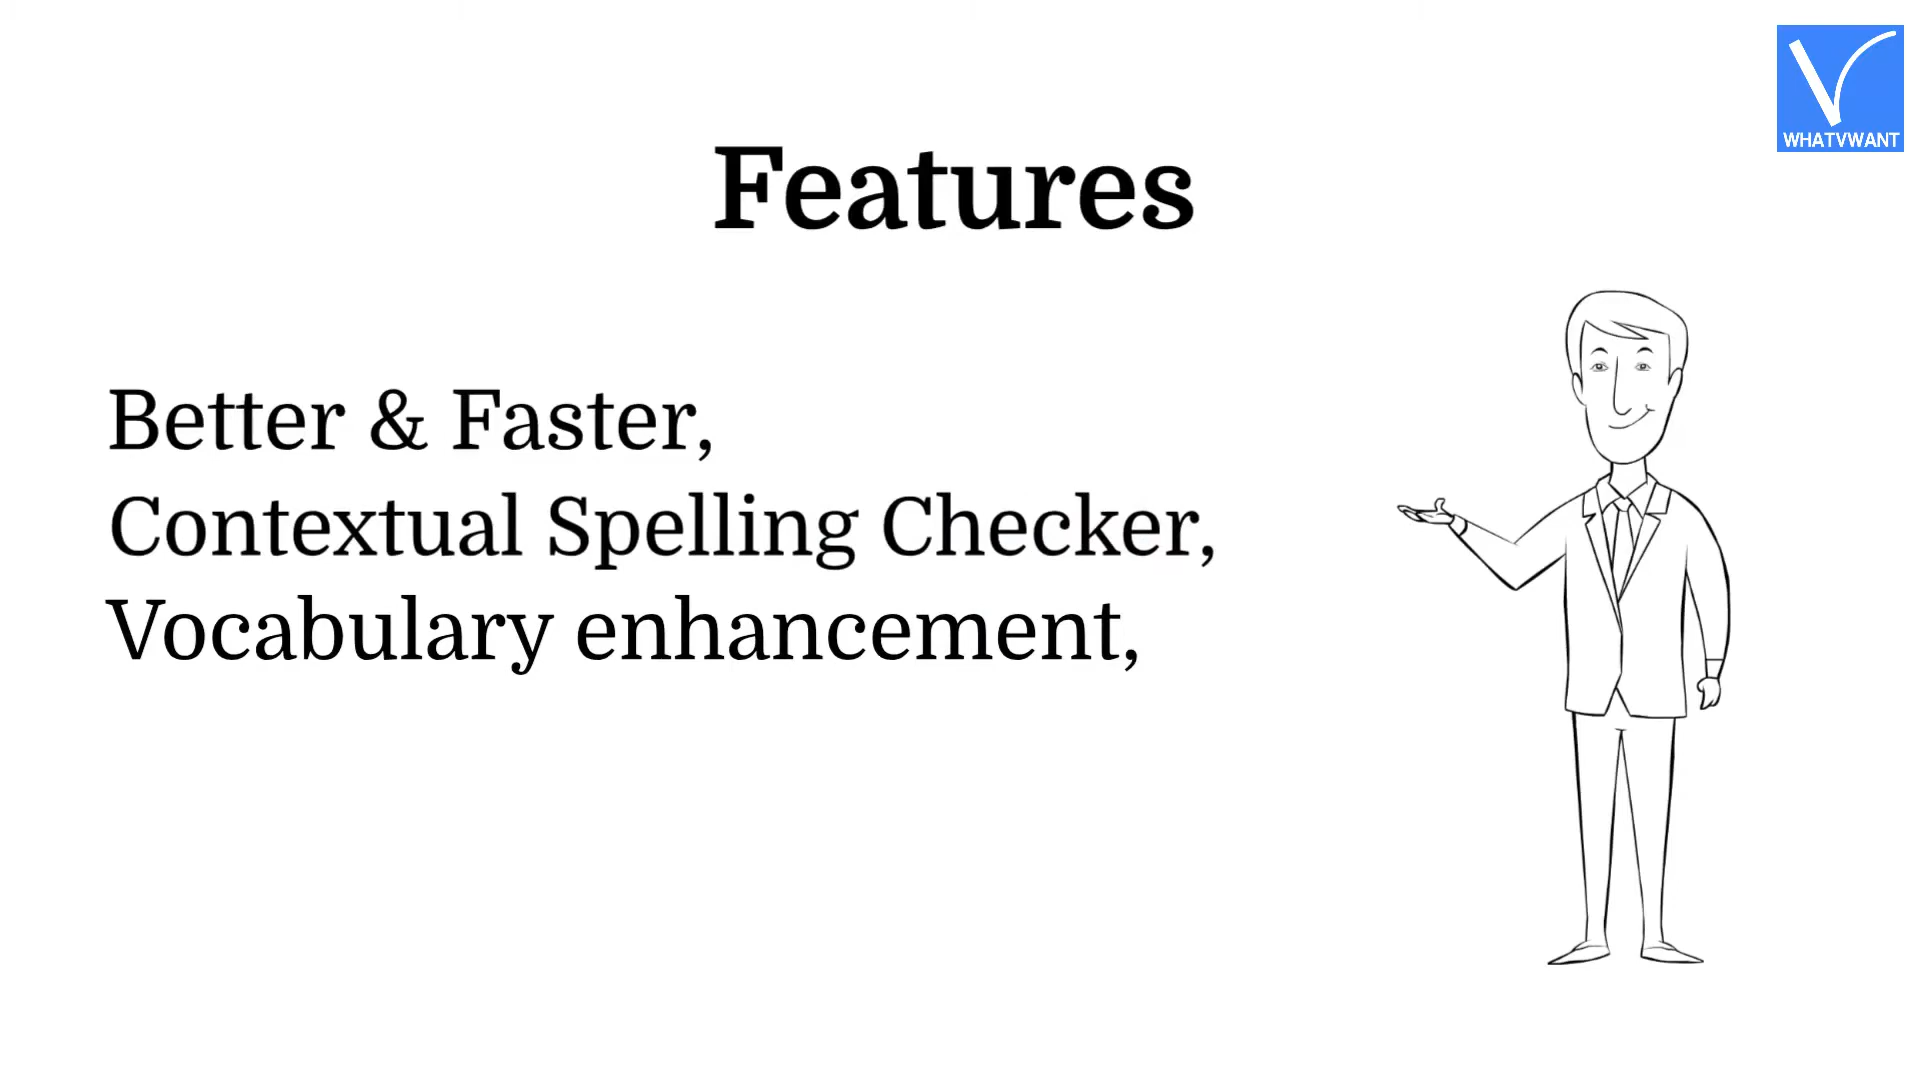 WHATVWANT
Features
Better & Faster,
Contextual Spelling Checker,
Vocabulary enhancement,